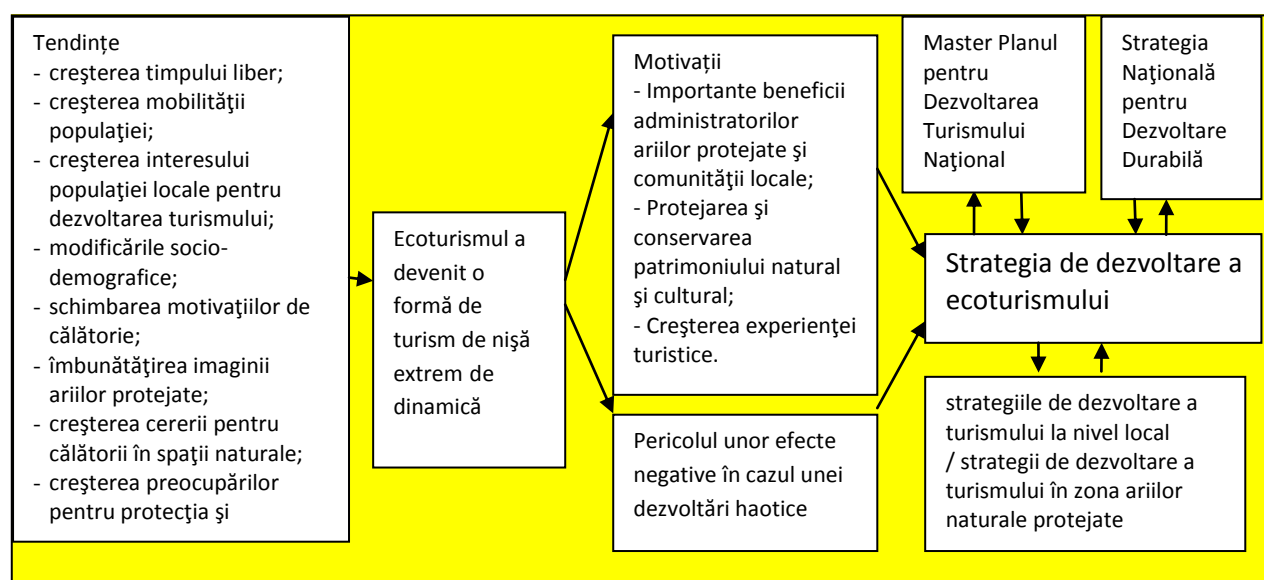 Tendințe
- creşterea timpului liber;
- creşterea mobilităţii
populaţiei;
- creşterea interesului
populaţiei locale pentru
dezvoltarea turismului;
- modificările socio-
demografice;
- schimbarea motivaţiilor de
călătorie;
- îmbunătăţirea imaginii
ariilor protejate;
- creşterea cererii pentru
călătorii în spaţii naturale;
- creşterea preocupărilor
pentru protecţia şi
Ecoturismul a
devenit o
formă de
turism de nişă
extrem de
dinamică
Motivații
- Importante beneficii
administratorilor
ariilor protejate şi
comunităţii locale;
- Protejarea şi
conservarea
patrimoniului natural
şi cultural;
- Creşterea experienţei
turistice.
Pericolul unor efecte
negative în cazul unei
dezvoltări haotice
Master Planul
pentru
Dezvoltarea
Turismului
Naţional
Strategia
Naţională
pentru
Dezvoltare
Durabilă
Strategia de dezvoltare a
ecoturismului
strategiile de dezvoltare a
turismului la nivel local
/ strategii de dezvoltare a
turismului în zona ariilor
naturale protejate